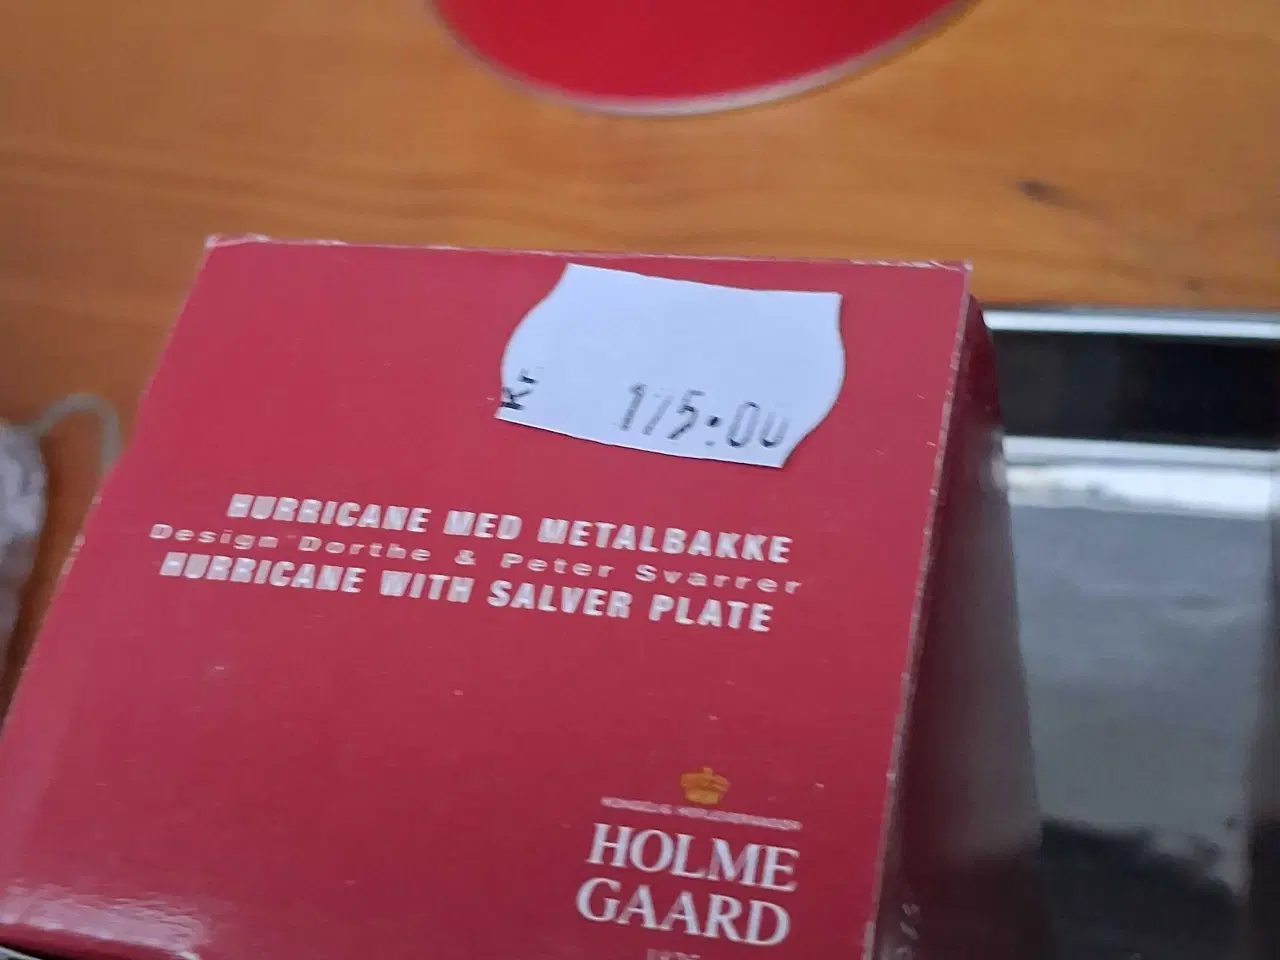 Kr 175:00
HURRICANE MED METALBAKKE
Design Dorthe & Peter Svarrer
HURRICANE WITH SALVER PLATE
HOLME
GAARD